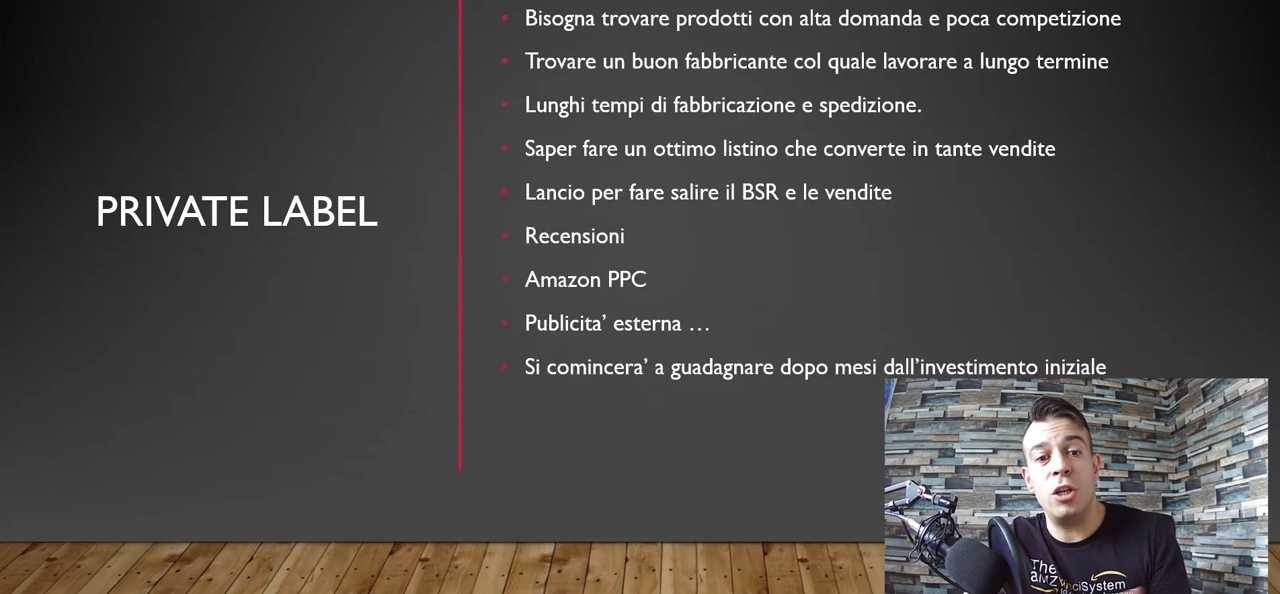 Bisogna trovare prodotti con alta domanda e poca competizione
Trovare un buon fabbricante col quale lavorare a lungo termine
Lunghi tempi di fabbricazione e spedizione.
Saper fare un ottimo listino che converte in tante vendite
PRIVATE LABEL
Lancio per fare salire il BSR e le vendite
Recensioni
Amazon PPC
Publicita’ esterna …
Si comincera’ a guadagnare dopo mesi dall’investimento iniziale
The